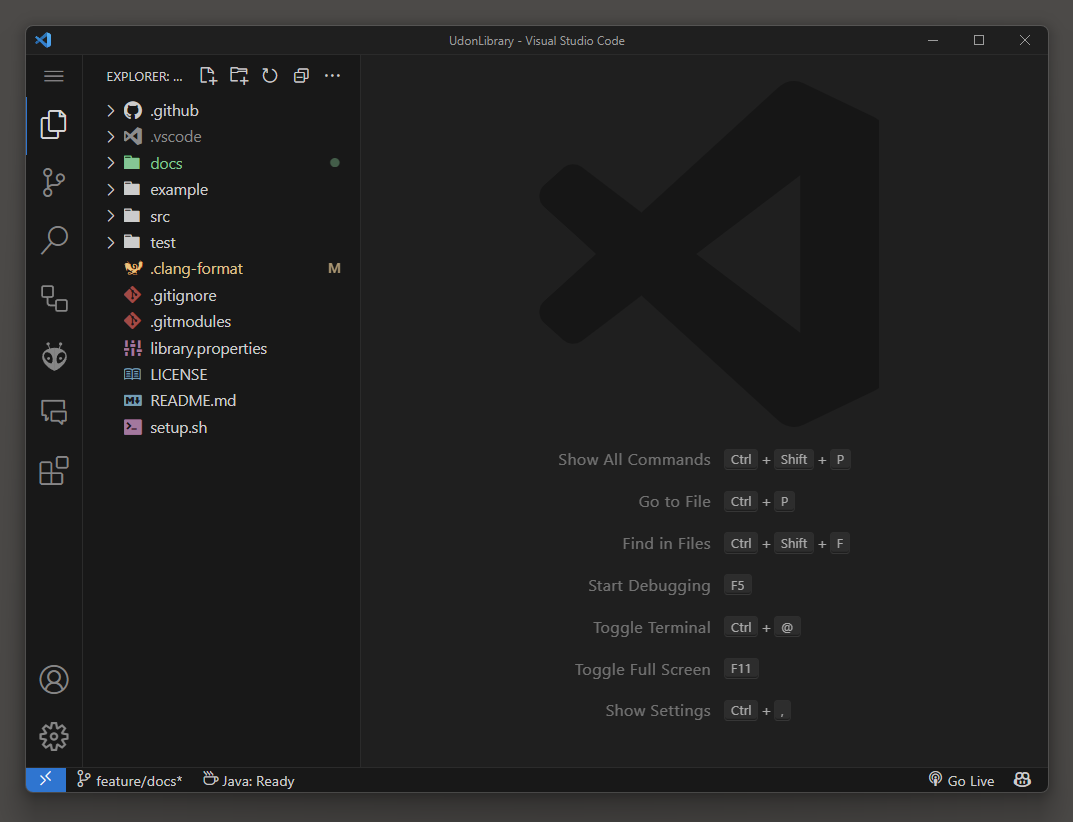 UdonLibrary - Visual Studio Code
EXPLORER: ...
.github
.vscode
docs
example
src
test
.clang-format M
.gitignore
.gitmodules
library.properties
LICENSE
README.md
setup.sh
Show All Commands Ctrl + Shift + P
Go to File Ctrl + P
Find in Files Ctrl + Shift + F
Start Debugging F5
Toggle Terminal Ctrl + @
Toggle Full Screen F11
Show Settings Ctrl + ,
feature/docs* Java: Ready Go Live